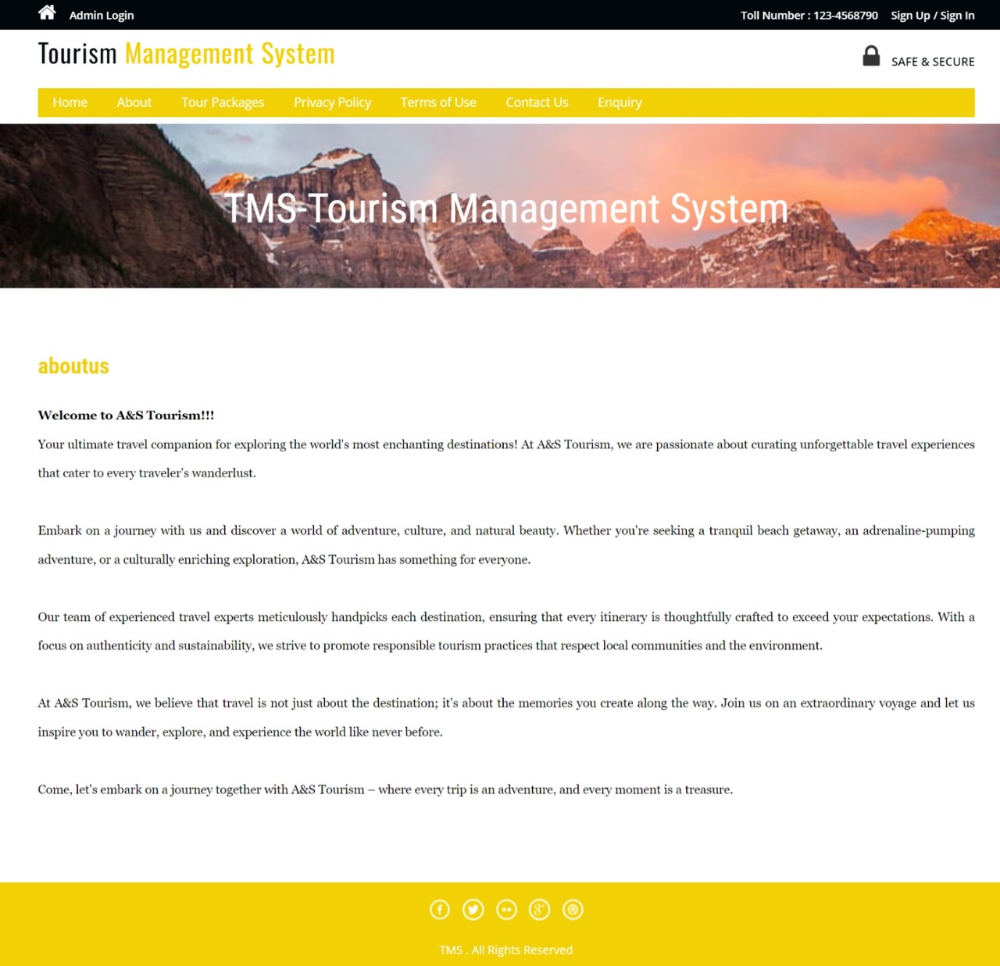 Admin Login
Toll Number : 123-4568790 Sign Up / Sign In
Tourism Management System
SAFE & SECURE
Home About Tour Packages Privacy Policy Terms of Use Contact Us Enquiry
TMS-Tourism Management System
aboutus
Welcome to A&S Tourism!!!
Your ultimate travel companion for exploring the world's most enchanting destinations! At A&S Tourism, we are passionate about curating unforgettable travel experiences
that cater to every traveler's wanderlust.
Embark on a journey with us and discover a world of adventure, culture, and natural beauty. Whether you're seeking a tranquil beach getaway, an adrenaline-pumping
adventure, or a culturally enriching exploration, A&S Tourism has something for everyone.
Our team of experienced travel experts meticulously handpicks each destination, ensuring that every itinerary is thoughtfully crafted to exceed your expectations. With a
focus on authenticity and sustainability, we strive to promote responsible tourism practices that respect local communities and the environment.
At A&S Tourism, we believe that travel is not just about the destination; it's about the memories you create along the way. Join us on an extraordinary voyage and let us
inspire you to wander, explore, and experience the world like never before.
Come, let's embark on a journey together with A&S Tourism – where every trip is an adventure, and every moment is a treasure.
TMS . All Rights Reserved